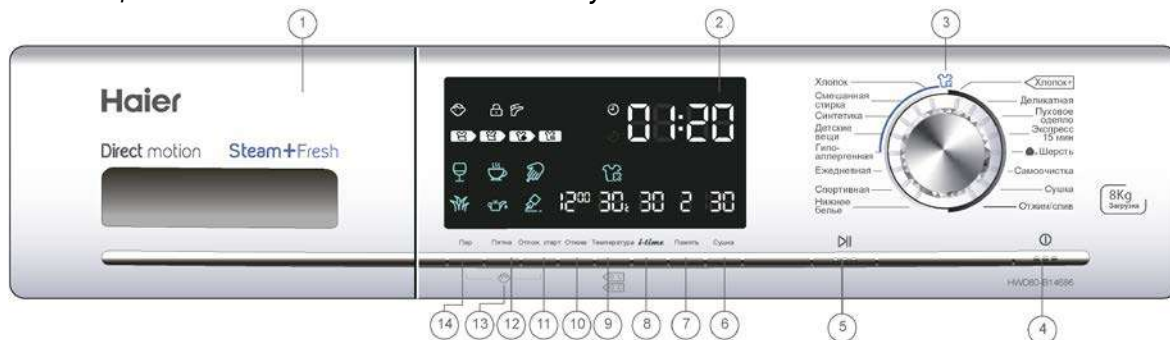 1
2
3
Haier
Direct motion
Steam+Fresh
01:20
12⁰⁰ 30 30 2 30
Хлопок
Смешанная
стирка
Синтетика
Детские
вещи
Гипо-
аллергенная
Ежедневная
Спортивная
Нижнее
белье
Хлопок+
Деликатная
Пуховое
одеяло
Экспресс
15 мин
Шерсть
Самоочистка
Сушка
Отжим/слив
8Kg
Загрузка
Пар
Пятна
Отлож. старт
Отжим
Температура
i-time
Память
Сушка
HWD80-B14686
14
13
12
11
10
9
8
7
6
5
4